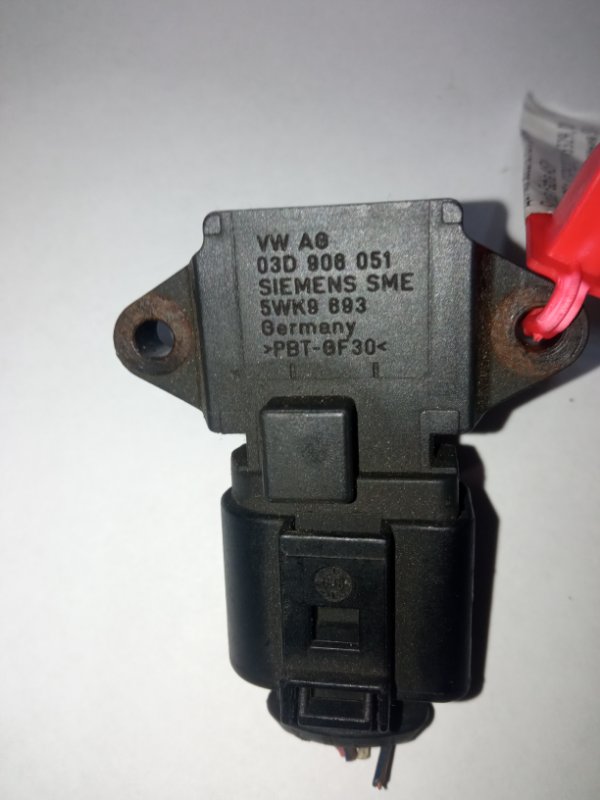 VW AG
03D 906 051
SIEMENS SME
5WK9 693
Germany
>PBT-GF30<